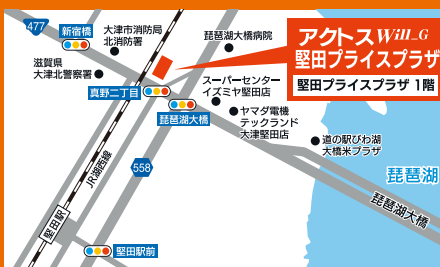 477
新宿橋
大津市消防局
北消防署
琵琶湖大橋病院
アクトスWill_G
堅田プライスプラザ
堅田プライスプラザ 1階
滋賀県
大津北警察署
真野二丁目
スーパーセンター
イズミヤ堅田店
琵琶湖大橋
ヤマダ電機
テックランド
大津堅田店
道の駅びわ湖
大橋米プラザ
JR湖西線
558
琵琶湖
琵琶湖大橋
堅田駅
堅田駅前